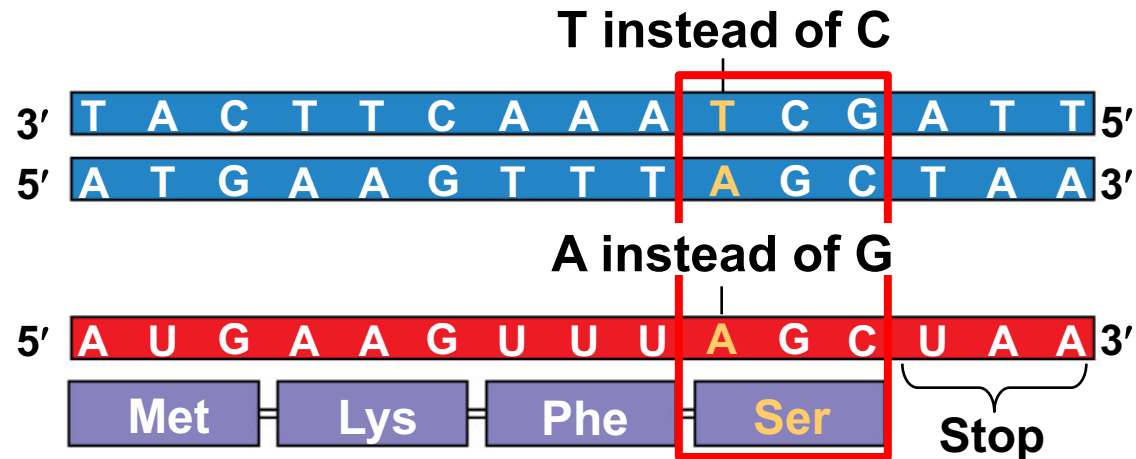 T instead of C
3′ T A C T T C A A A T C G A T T 5′
5′ A T G A A G T T T A G C T A A 3′
A instead of G
5′ A U G A A G U U U A G C U A A 3′
Met Lys Phe Ser
Stop